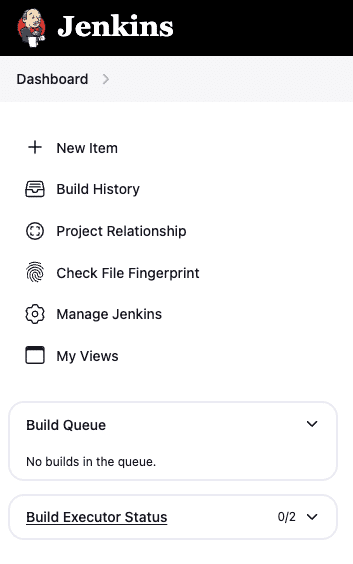 Jenkins
Dashboard
New Item
Build History
Project Relationship
Check File Fingerprint
Manage Jenkins
My Views
Build Queue
No builds in the queue.
Build Executor Status 0/2